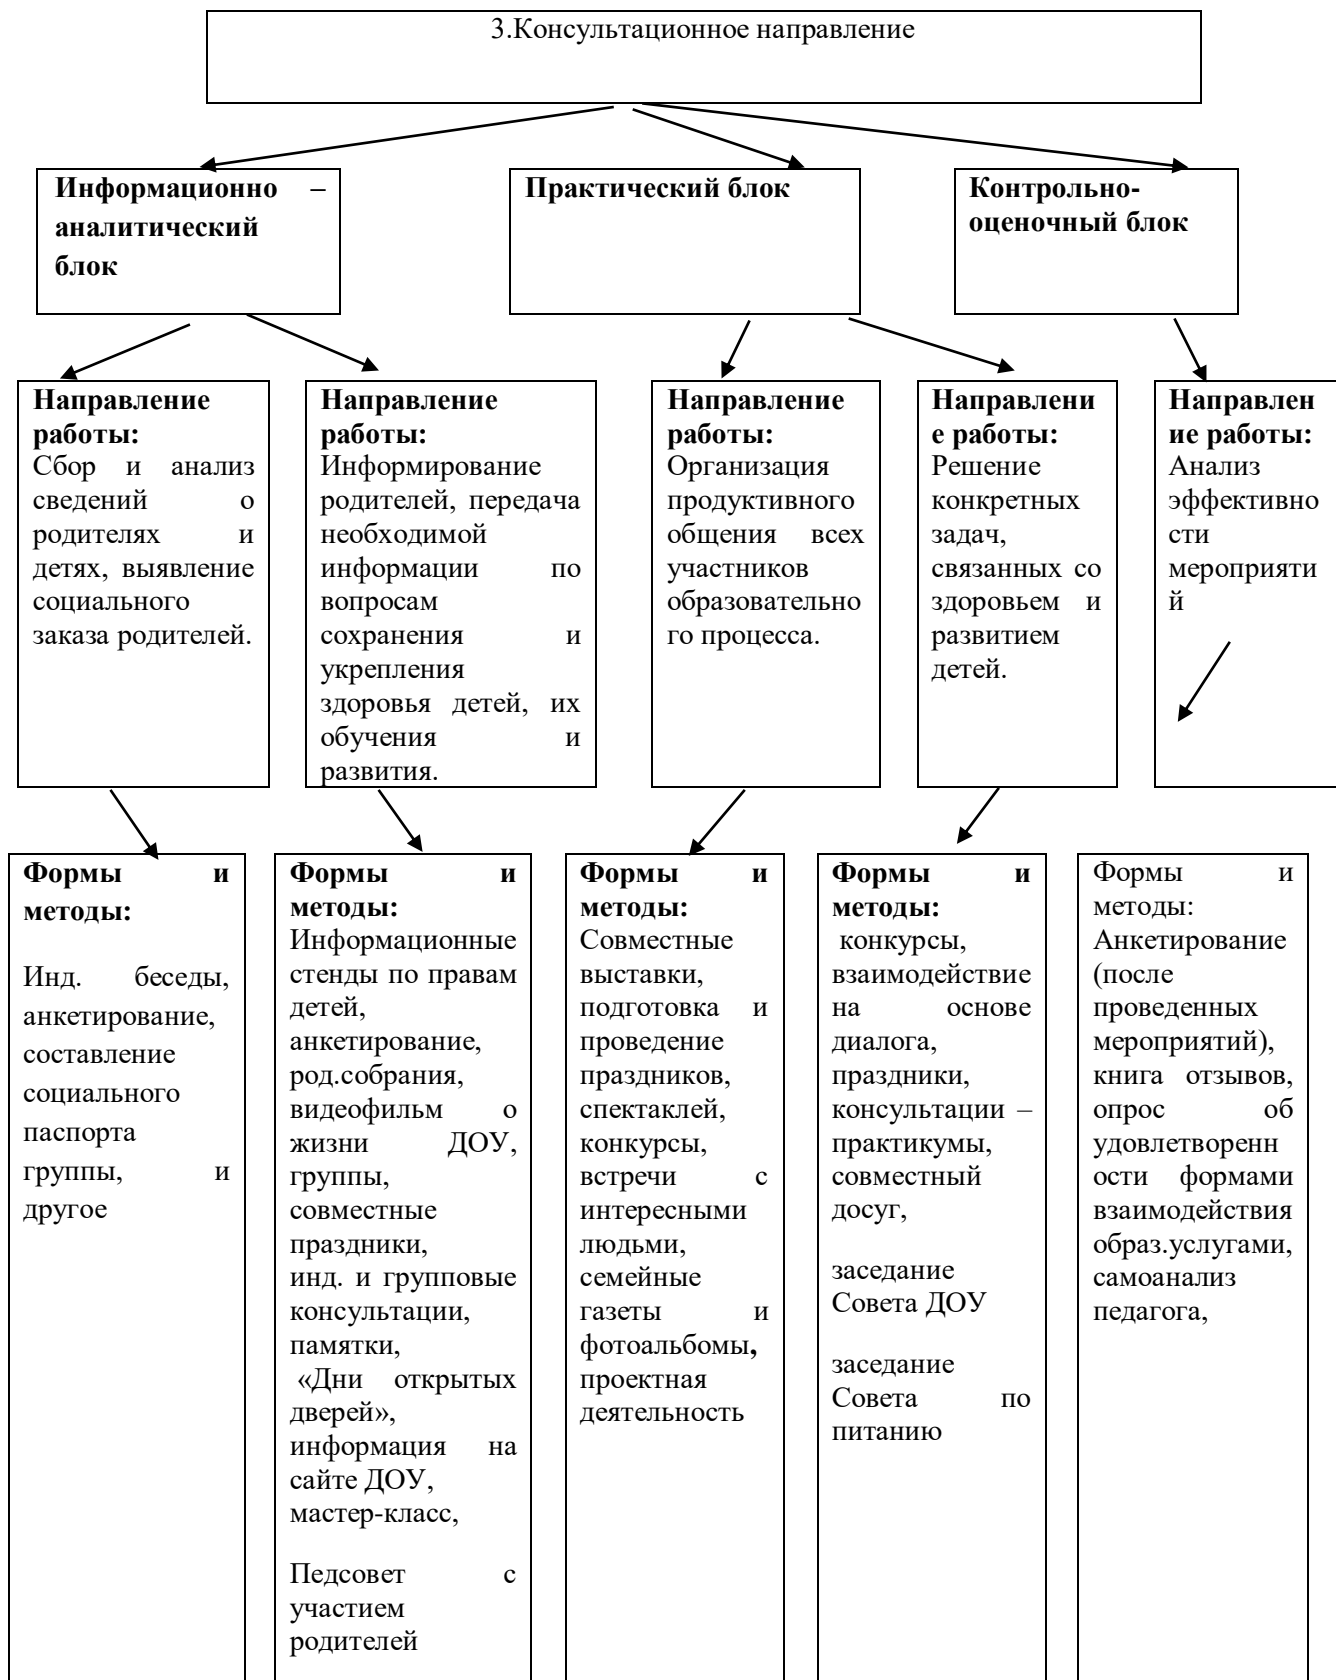 3.Консультационное направление
Информационно –
аналитический
блок
Практический блок
Контрольно-
оценочный блок
Направление
работы:
Сбор и анализ
сведений о
родителях и
детях, выявление
социального
заказа родителей.
Направление
работы:
Информирование
родителей, передача
необходимой
информации по
вопросам
сохранения и
укрепления
здоровья детей, их
обучения и
развития.
Направление
работы:
Организация
продуктивного
общения всех
участников
образовательно
го процесса.
Направлени
е работы:
Решение
конкретных
задач,
связанных со
здоровьем и
развитием
детей.
Направлен
ие работы:
Анализ
эффективно
сти
мероприяти
й
Формы и
методы:
Инд. беседы,
анкетирование,
составление
социального
паспорта
группы, и
другое
Формы и
методы:
Информационные
стенды по правам
детей,
анкетирование,
род.собрания,
видеофильм о
жизни ДОУ,
группы,
совместные
праздники,
инд. и групповые
консультации,
памятки,
«Дни открытых
дверей»,
информация на
сайте ДОУ,
мастер-класс,
Педсовет с
участием
родителей
Формы и
методы:
Совместные
выставки,
подготовка и
проведение
праздников,
спектаклей,
конкурсы,
встречи с
интересными
людьми,
семейные
газеты и
фотоальбомы,
проектная
деятельность
Формы и
методы:
конкурсы,
взаимодействие
на основе
диалога,
праздники,
консультации –
практикумы,
совместный
досуг,
заседание
Совета ДОУ
заседание
Совета по
питанию
Формы и
методы:
Анкетирование
(после
проведенных
мероприятий),
книга отзывов,
опрос об
удовлетворенн
ости формами
взаимодействия
образ.услугами,
самоанализ
педагога,